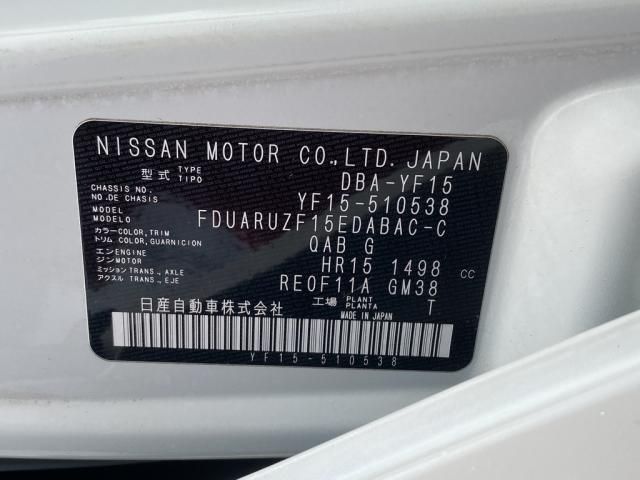 NISSAN MOTOR CO.,LTD. JAPAN
型式 TYPE TIPO DBA-YF15
CHASSIS NO. NO.DE CHASIS YF15-510538
MODEL MODELO FDUARUZF15EDABAC-C
カラー COLOR,TRIM トリム COLOR,GUARNICION QAB G
エンジン ENGINE MOTOR HR15 1498 CC
ミッション TRANS., AXLE アクスル TRANS., EJE RE0F11A GM38
日産自動車株式会社 工場 PLANT PLANTA T
MADE IN JAPAN
YF15-510538